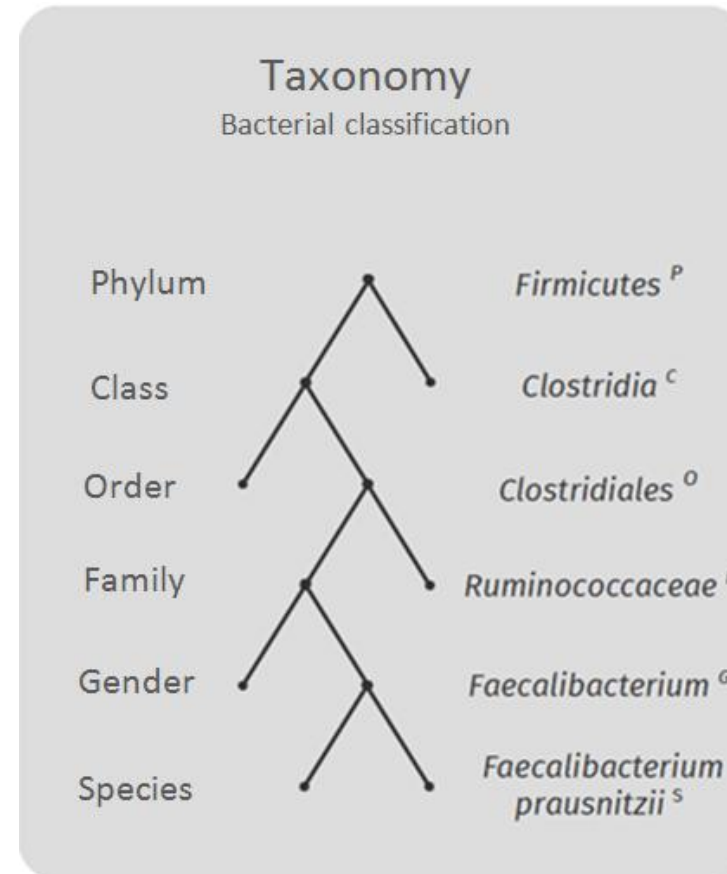 Taxonomy
Bacterial classification
Phylum Firmicutes P
Class Clostridia C
Order Clostridiales O
Family Ruminococcaceae
Gender Faecalibacterium G
Species Faecalibacterium
prausnitzii S